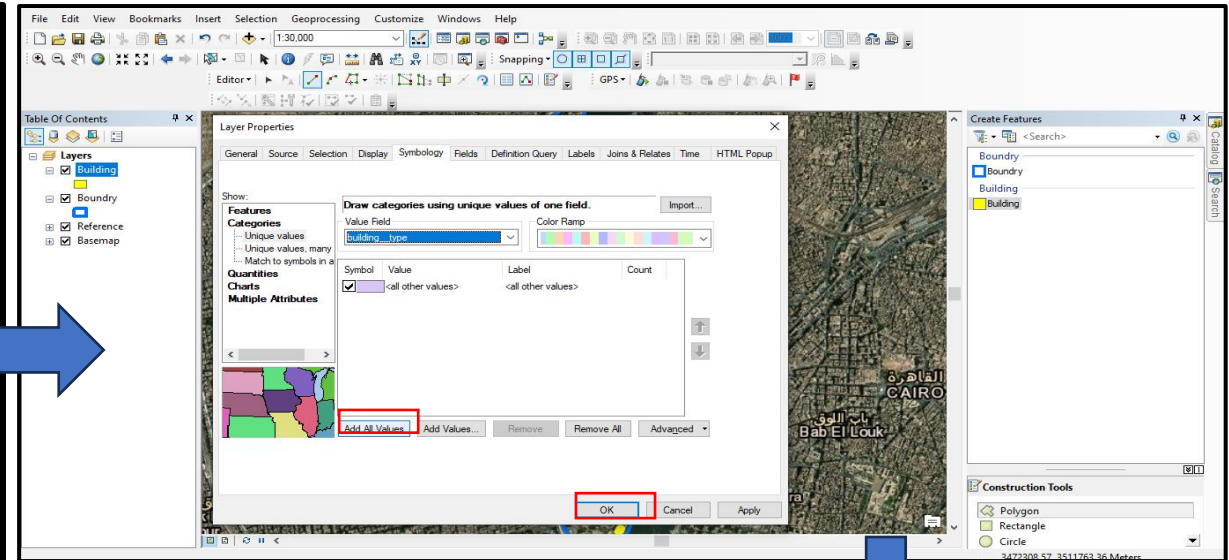 File Edit View Bookmarks Insert Selection Geoprocessing Customize Windows Help
1:30,000
Snapping
Editor GPS
Table Of Contents
Layers
Building
Boundry
Reference
Basemap
Layer Properties
General Source Selection Display Symbology Fields Definition Query Labels Joins & Relates Time HTML Popup
Show:
Features
Categories
Unique values
Unique values, many
Match to symbols in a
Quantities
Charts
Multiple Attributes
Draw categories using unique values of one field.
Import...
Value Field
Color Ramp
building__type
Symbol Value Label Count
<all other values> <all other values>
Add All Values Add Values... Remove Remove All Advanced
OK Cancel Apply
القاهرة
CAIRO
باب اللوق
Bab El Louk
Create Features
<Search>
Boundry
Boundry
Building
Building
Construction Tools
Polygon
Rectangle
Circle
3472308.57 3511763.36 Meters
Catalog
Search